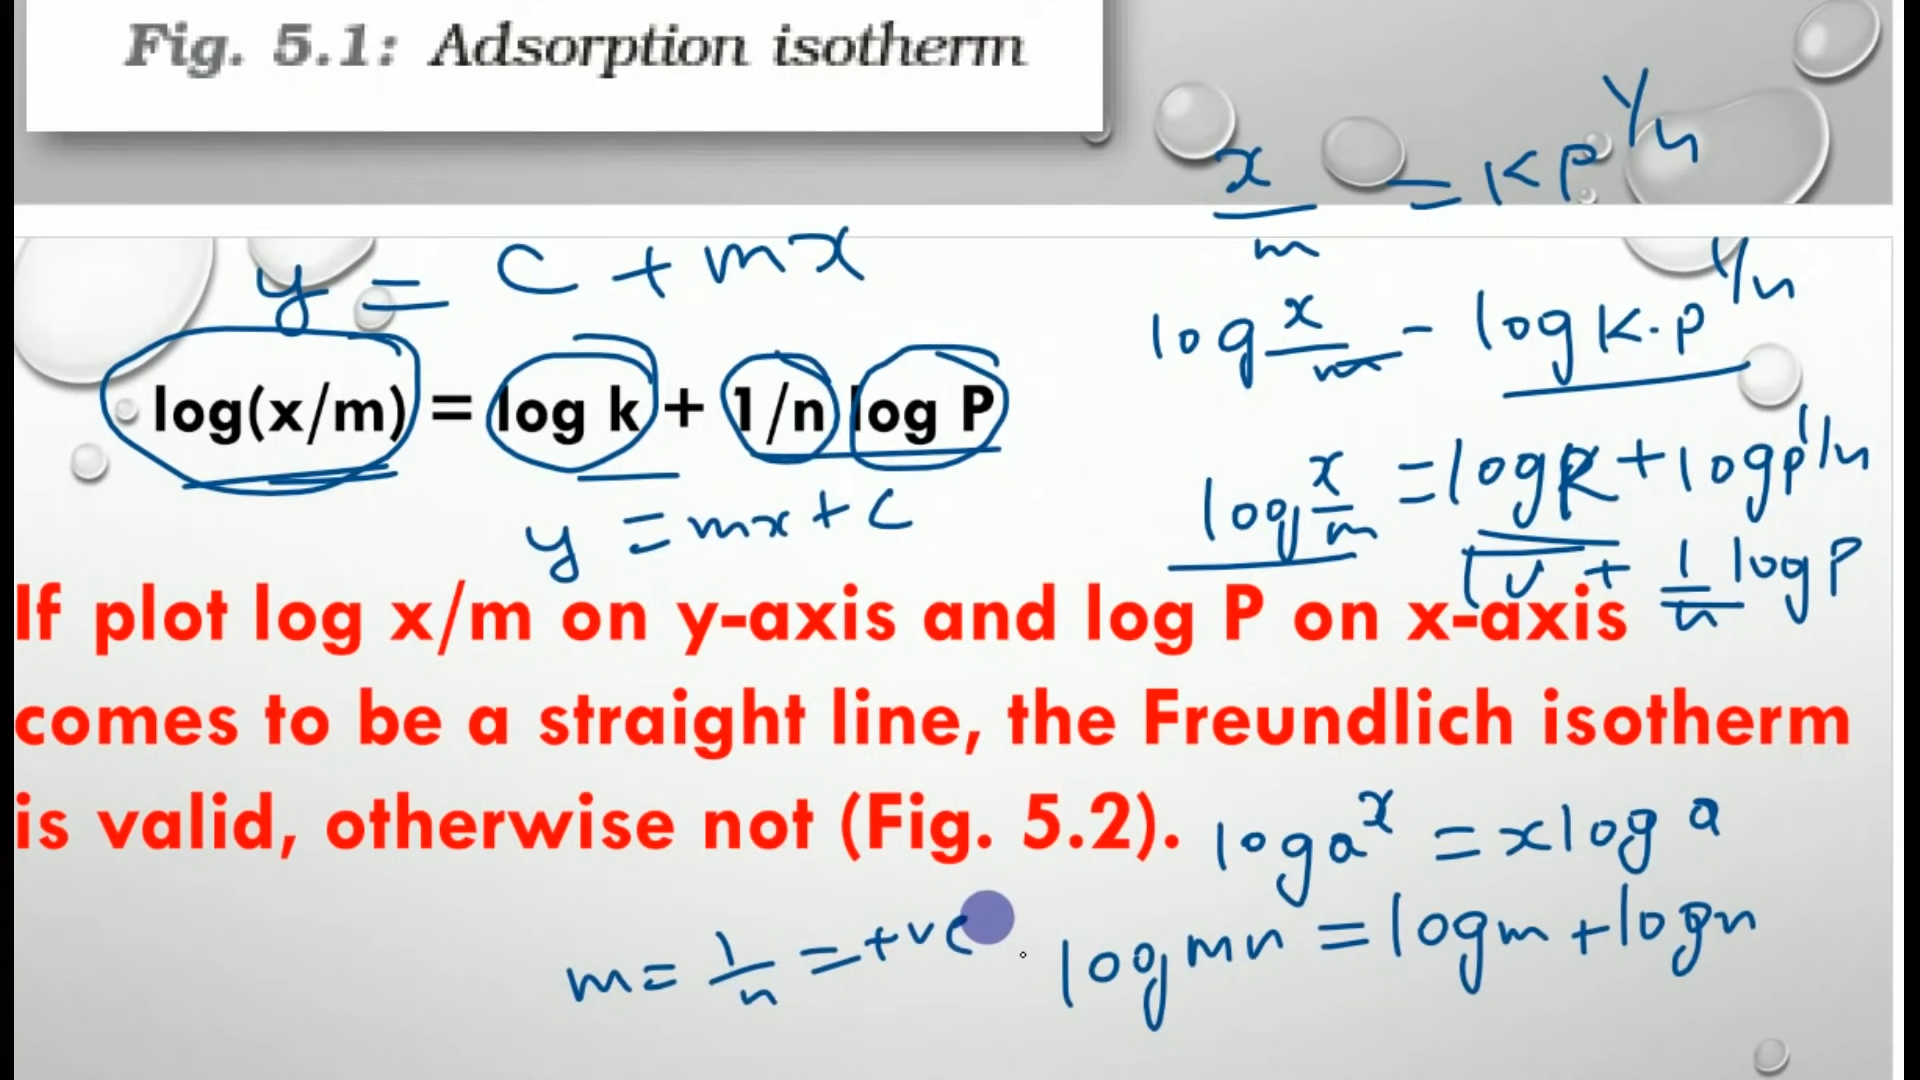 Fig. 5.1: Adsorption isotherm
x/m = KP^1/n
y = c + mx
log x/m = log K·P^1/n
log(x/m) = log k + 1/n log P
log x/m = log K + log P^1/n
y = mx + c
+ 1/n log P
If plot log x/m on y-axis and log P on x-axis
comes to be a straight line, the Freundlich isotherm
is valid, otherwise not (Fig. 5.2).
log a^x = x log a
m = 1/n = +ve
log mn = log m + log n